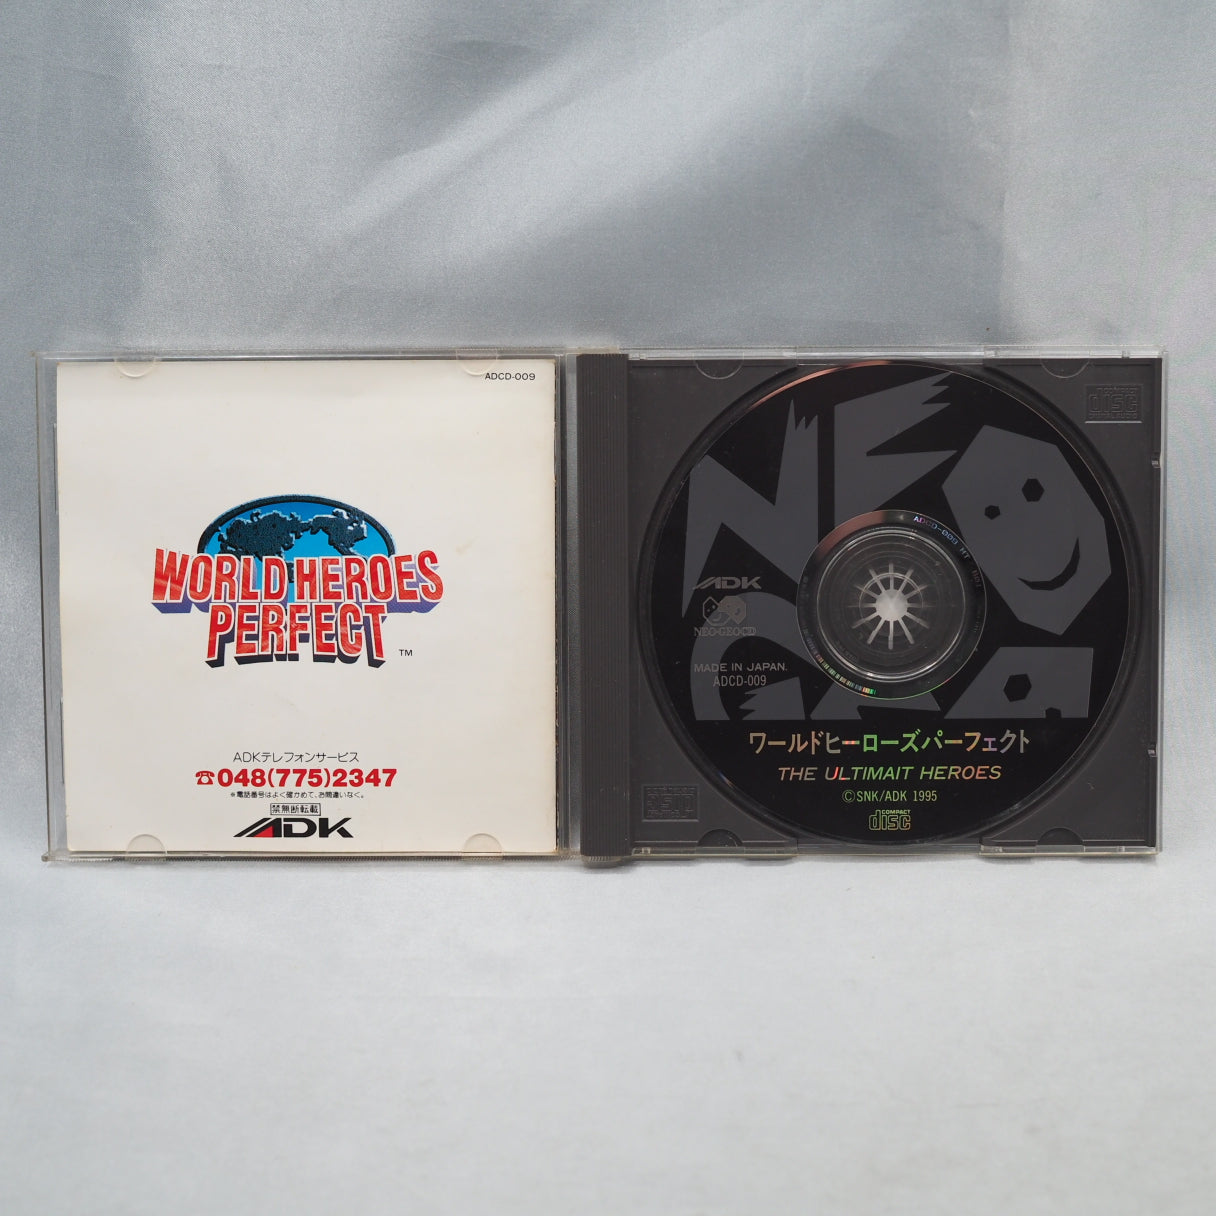 ADCD-009
WORLD HEROES
PERFECT
™
ADKテレフォンサービス
☎048(775)2347
※電話番号はよく確かめて、お間違いなく。
禁無断転載
ADK
NEO
ADCD-009
ADK
NEO·GEO CD
MADE IN JAPAN.
ADCD-009
ワールドヒーローズパーフェクト
THE ULTIMAIT HEROES
©SNK/ADK 1995
COMPACT
disc
COMPACT
disc